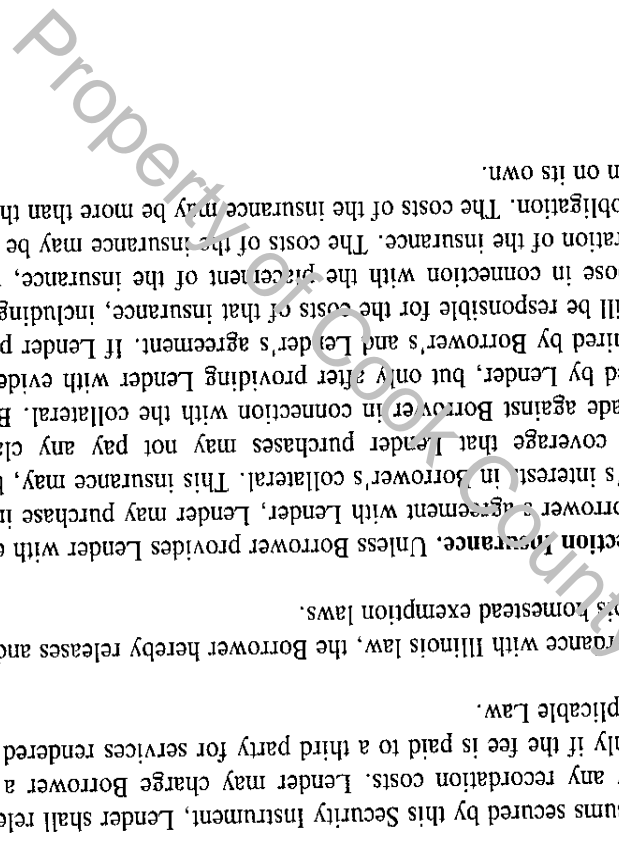 sums secured by this Security Instrument, Lender shall rele
any recordation costs. Lender may charge Borrower a
nly if the fee is paid to a third party for services rendered
plicable Law.
rdance with Illinois law, the Borrower hereby releases and
ois homestead exemption laws.
ection Insurance. Unless Borrower provides Lender with e
orrower's agreement with Lender, Lender may purchase in
's interests in Borrower's collateral. This insurance may, b
coverage that Lender purchases may not pay any cla
ade against Borrower in connection with the collateral. B
ed by Lender, but only after providing Lender with evide
uired by Borrower's and Lender's agreement. If Lender p
ill be responsible for the costs of that insurance, including
ose in connection with the placement of the insurance,
ration of the insurance. The costs of the insurance may be
obligation. The costs of the insurance may be more than th
n on its own.
Property of Cook County